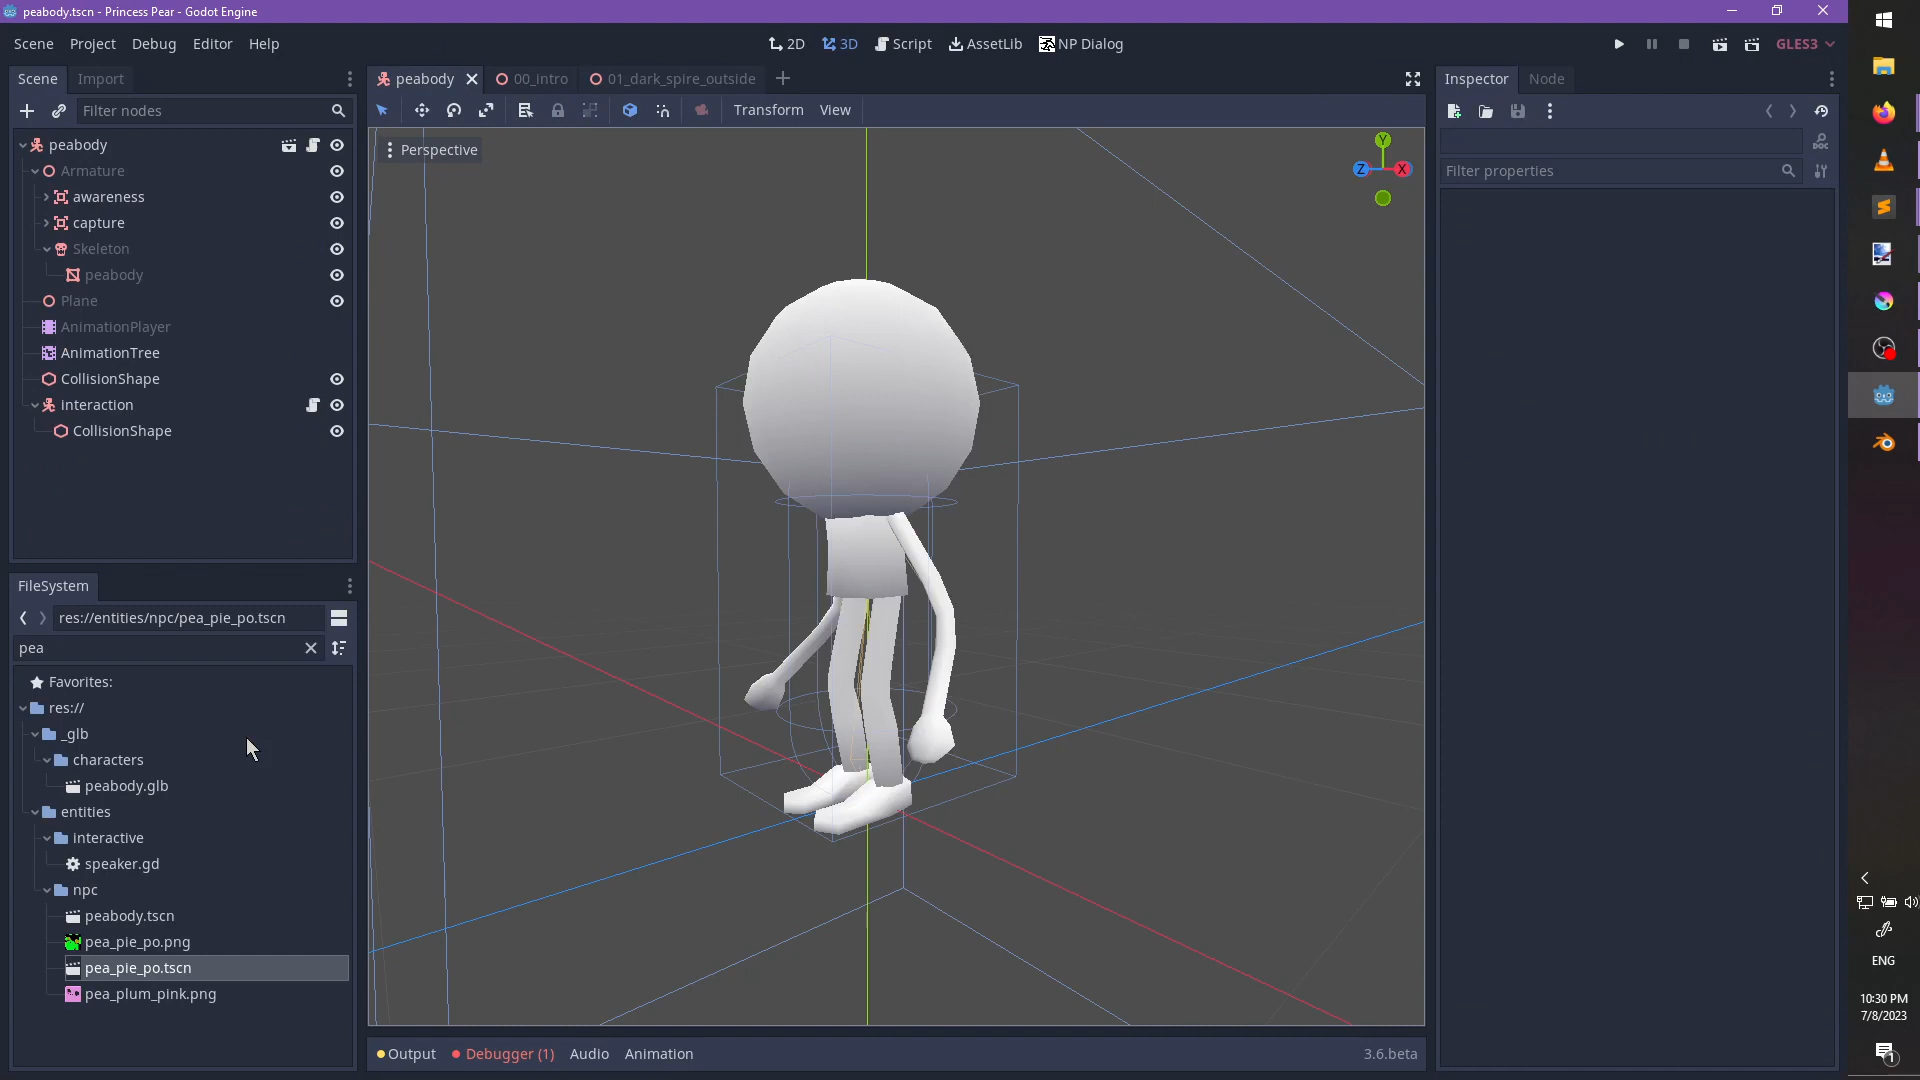 peabody.tscn - Princess Pear - Godot Engine
Scene Project Debug Editor Help
2D 3D Script AssetLib NP Dialog
GLES3
Scene Import
peabody 00_intro 01_dark_spire_outside
Inspector Node
Filter nodes
Transform View
peabody
Armature
awareness
capture
Skeleton
peabody
Plane
AnimationPlayer
AnimationTree
CollisionShape
interaction
CollisionShape
Perspective
Y
Z
X
DOC
Filter properties
FileSystem
res://entities/npc/pea_pie_po.tscn
pea
Favorites:
res://
_glb
characters
peabody.glb
entities
interactive
speaker.gd
npc
peabody.tscn
pea_pie_po.png
pea_pie_po.tscn
pea_plum_pink.png
Output Debugger (1) Audio Animation
3.6.beta
ENG
10:30 PM
7/8/2023
1